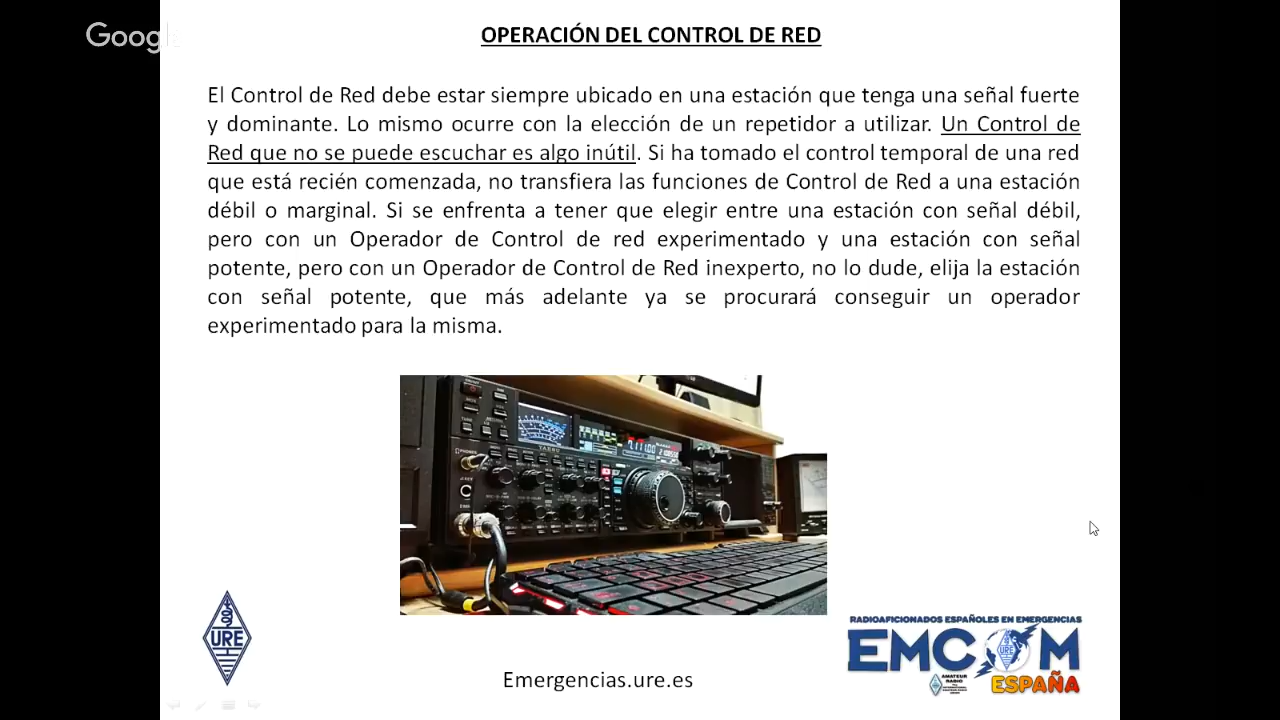 Google
OPERACIÓN DEL CONTROL DE RED
El Control de Red debe estar siempre ubicado en una estación que tenga una señal fuerte
y dominante. Lo mismo ocurre con la elección de un repetidor a utilizar. Un Control de
Red que no se puede escuchar es algo inútil. Si ha tomado el control temporal de una red
que está recién comenzada, no transfiera las funciones de Control de Red a una estación
débil o marginal. Si se enfrenta a tener que elegir entre una estación con señal débil,
pero con un Operador de Control de red experimentado y una estación con señal
potente, pero con un Operador de Control de Red inexperto, no lo dude, elija la estación
con señal potente, que más adelante ya se procurará conseguir un operador
experimentado para la misma.
YAESU
PHONES
URE
RADIOAFICIONADOS ESPAÑOLES EN EMERGENCIAS
EMCOM
URE
AMATEUR
RADIO
ESPAÑA
Emergencias.ure.es